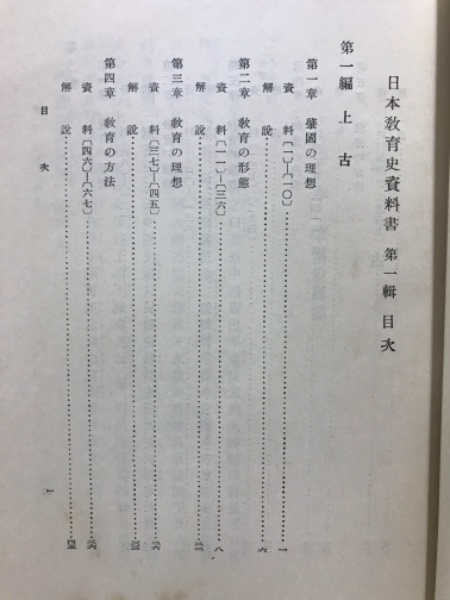 日本教育史資料書 第一輯 目次
第一編 上古
第一章 肇國の理想
資料〔一〕—〔一〇〕 一
解說 六
第二章 教育の形態
資料〔一一〕—〔三六〕 八
解說
第三章 教育の理想
資料〔三七〕—〔四五〕
解說
第四章 教育の方法
資料〔四六〕—〔六七〕
解說
目次
一